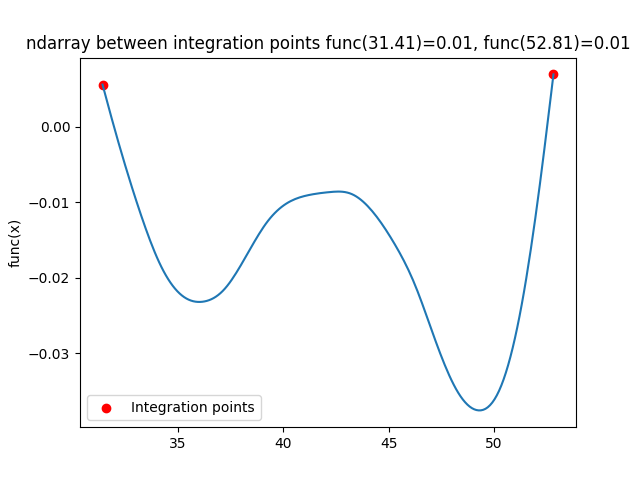 ndarray between integration points func(31.41)=0.01, func(52.81)=0.01
func(x)
0.00
−0.01
−0.02
−0.03
Integration points
35 40 45 50